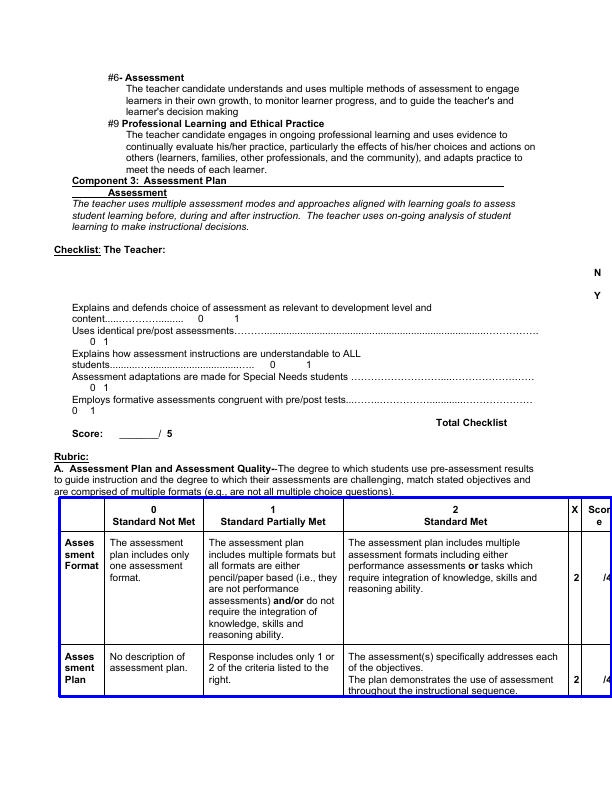 #6- Assessment
The teacher candidate understands and uses multiple methods of assessment to engage
learners in their own growth, to monitor learner progress, and to guide the teacher's and
learner's decision making
#9 Professional Learning and Ethical Practice
The teacher candidate engages in ongoing professional learning and uses evidence to
continually evaluate his/her practice, particularly the effects of his/her choices and actions on
others (learners, families, other professionals, and the community), and adapts practice to
meet the needs of each learner.
Component 3: Assessment Plan
Assessment
The teacher uses multiple assessment modes and approaches aligned with learning goals to assess
student learning before, during and after instruction. The teacher uses on-going analysis of student
learning to make instructional decisions.
Checklist: The Teacher:
N
Y
Explains and defends choice of assessment as relevant to development level and
content.....…………........ 0 1
Uses identical pre/post assessments………..............................................................................……………….
0 1
Explains how assessment instructions are understandable to ALL
students.........…...............................….. 0 1
Assessment adaptations are made for Special Needs students ………………………....………………….…..
0 1
Employs formative assessments congruent with pre/post tests...……..…………………………………
0 1
Total Checklist
Score: _______/ 5
Rubric:
A. Assessment Plan and Assessment Quality--The degree to which students use pre-assessment results
to guide instruction and the degree to which their assessments are challenging, match stated objectives and
are comprised of multiple formats (e.g., are not all multiple choice questions).
0
Standard Not Met
1
Standard Partially Met
2
Standard Met
X
Scor
e
Asses
sment
Format
The assessment
plan includes only
one assessment
format.
The assessment plan
includes multiple formats but
all formats are either
pencil/paper based (i.e., they
are not performance
assessments) and/or do not
require the integration of
knowledge, skills and
reasoning ability.
The assessment plan includes multiple
assessment formats including either
performance assessments or tasks which
require integration of knowledge, skills and
reasoning ability.
2
/4
Asses
sment
Plan
No description of
assessment plan.
Response includes only 1 or
2 of the criteria listed to the
right.
The assessment(s) specifically addresses each
of the objectives.
The plan demonstrates the use of assessment
throughout the instructional sequence.
2
/4